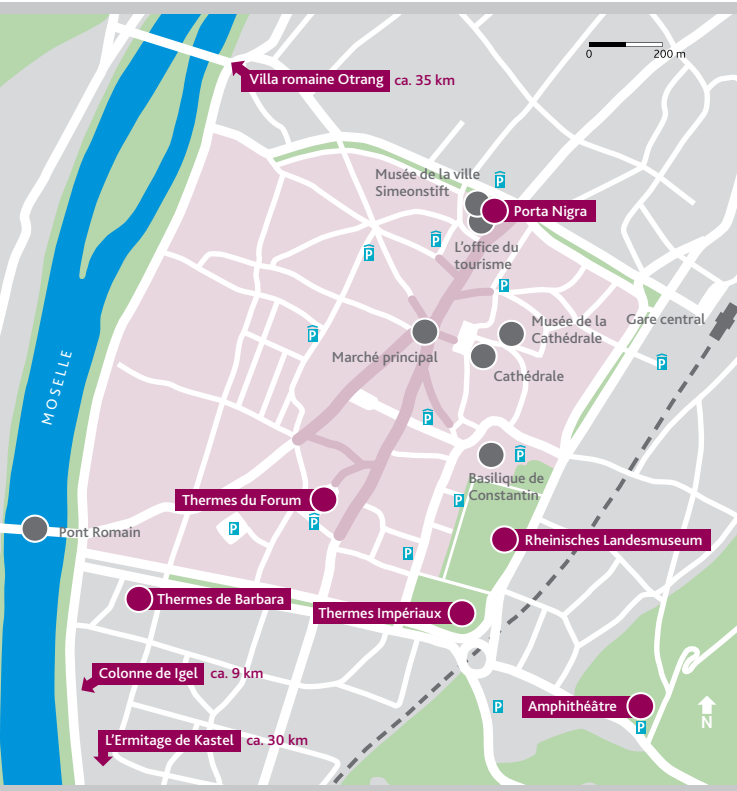 0 200 m
Villa romaine Otrang ca. 35 km
Musée de la ville
Simeonstift
P
Porta Nigra
P
L'office du
tourisme
P
P
Gare central
Musée de la
Cathédrale
Marché principal
P
P
Cathédrale
MOSELLE
P
P
Basilique de
Constantin
Thermes du Forum
P
P
P
Pont Romain
Rheinisches Landesmuseum
P
Thermes de Barbara
Thermes Impériaux
Colonne de Igel ca. 9 km
P
Amphithéâtre
N
P
L'Ermitage de Kastel ca. 30 km